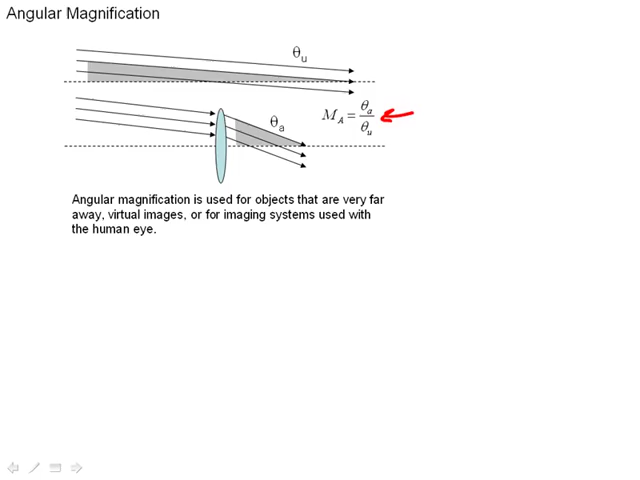 Angular Magnification
θu
θa
M_A = θa/θu
Angular magnification is used for objects that are very far
away, virtual images, or for imaging systems used with
the human eye.